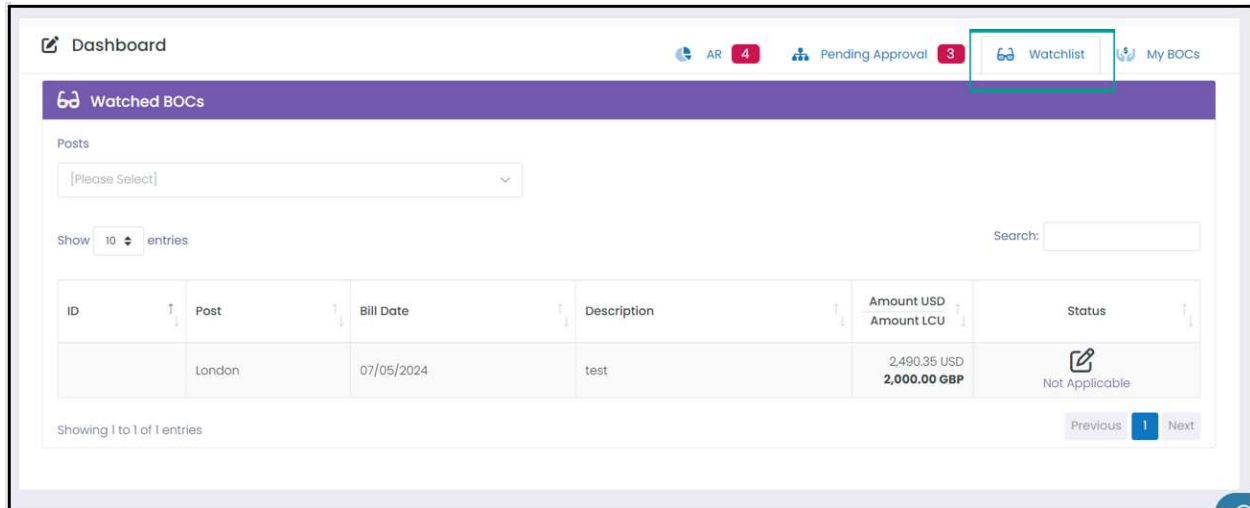 Dashboard
AR 4 Pending Approval 3 Watchlist My BOCs
Watched BOCs
Posts
[Please Select]
Show 10 entries
Search:
ID Post Bill Date Description Amount USD Status
Amount LCU
London 07/05/2024 test 2,490.35 USD
2,000.00 GBP Not Applicable
Showing 1 to 1 of 1 entries
Previous 1 Next